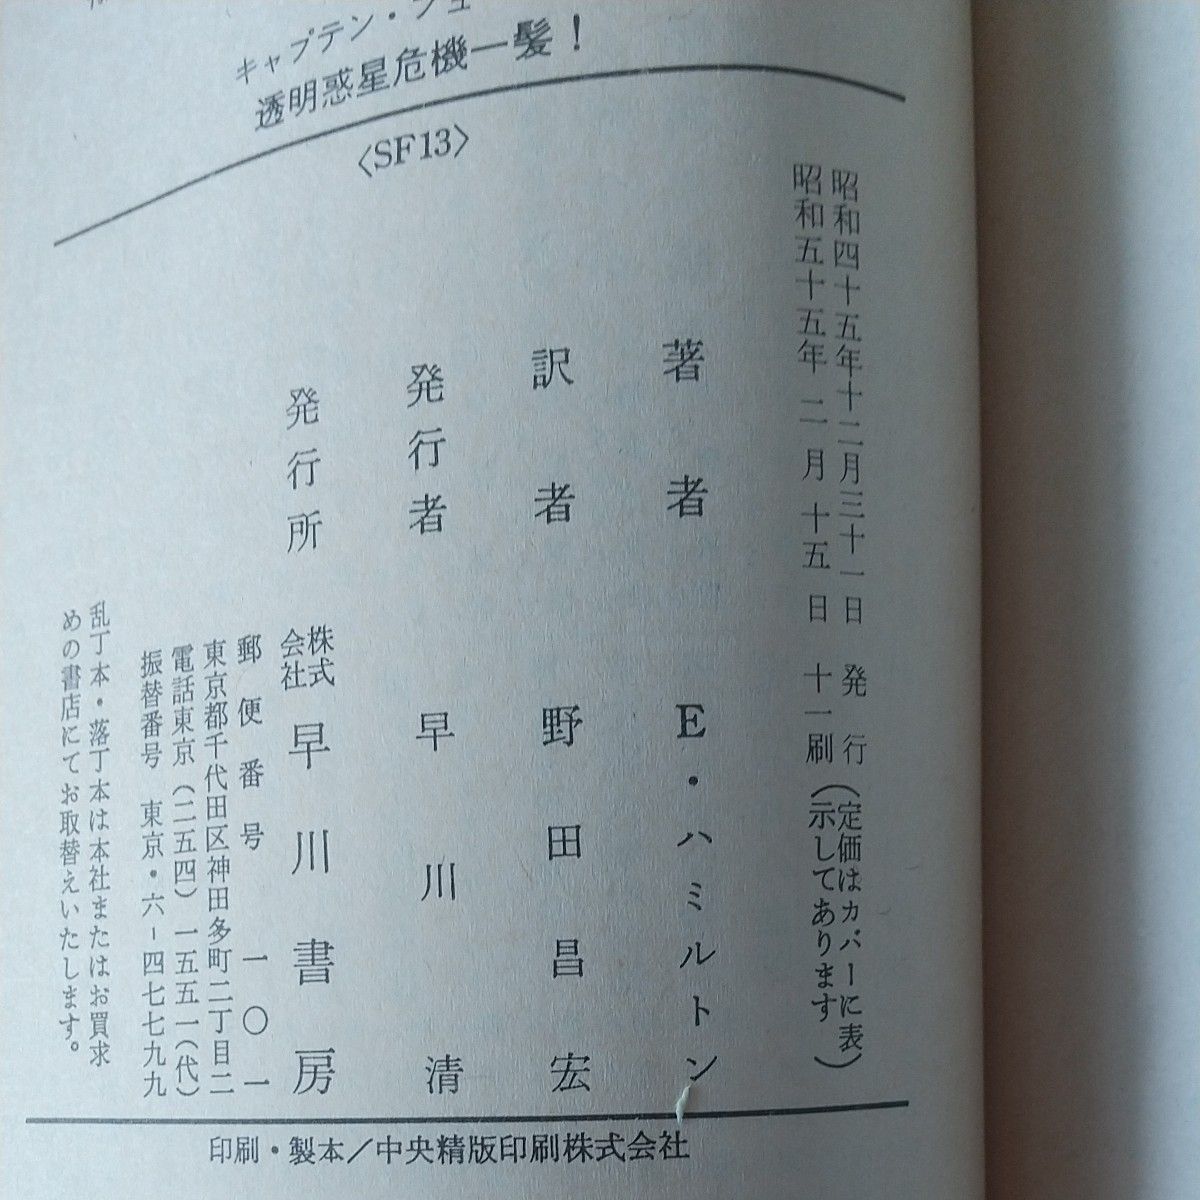 キャプテン・フュ
透明惑星危機一髪！
〈SF13〉
昭和四十五年十二月三十一日　発行
昭和五十五年　二月　十五　日　十一刷
（定価はカバーに表
示してあります）
著者　E・ハミルトン
訳者　野田昌宏
発行者　早川清
発行所　株式会社　早川書房
郵便番号　一〇一
東京都千代田区神田多町二丁目二
電話東京（二五四）一五五一（代）
振替番号　東京・六－四七七九九
乱丁本・落丁本は本社またはお買求
めの書店にてお取替えいたします。
印刷・製本／中央精版印刷株式会社